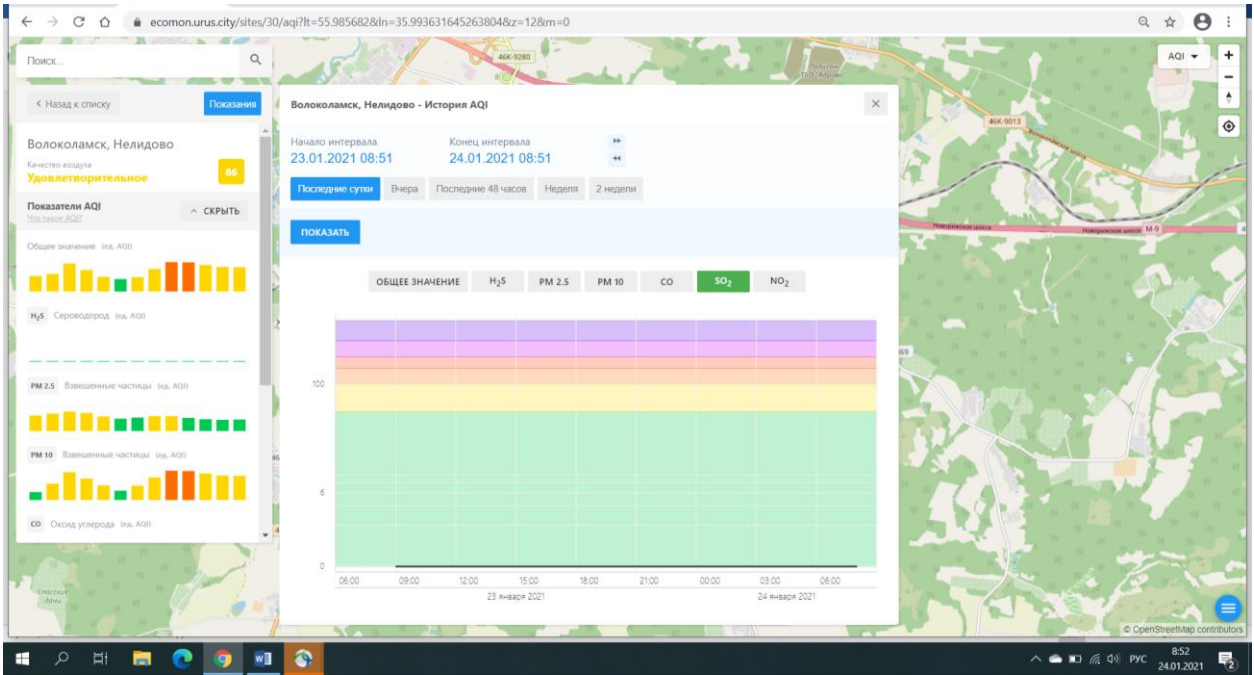 ecomon.urus.city/sites/30/aqi?lt=55.985682&ln=35.993631645263804&z=12&m=0
Поиск...
46K-9280
AQI
Назад к списку
Показания
Волоколамск, Нелидово - История AQI
46K-9013
Волоколамск, Нелидово
Качество воздуха
Удовлетворительное
86
Начало интервала
Конец интервала
23.01.2021 08:51
24.01.2021 08:51
Последние сутки
Вчера
Последние 48 часов
Неделя
2 недели
Показатели AQI
Что такое AQI?
СКРЫТЬ
ПОКАЗАТЬ
Новорижское шоссе
Новорижское шоссе
М-9
Общее значение (ед. AQI)
ОБЩЕЕ ЗНАЧЕНИЕ
H2S
PM 2.5
PM 10
CO
SO2
NO2
H2S Сероводород (ед. AQI)
PM 2.5 Взвешенные частицы (ед. AQI)
PM 10 Взвешенные частицы (ед. AQI)
CO Оксид углерода (ед. AQI)
100
6
0
06:00 09:00 12:00 15:00 18:00 21:00 00:00 03:00 06:00
23 января 2021
24 января 2021
© OpenStreetMap contributors
РУС
8:52
24.01.2021
2